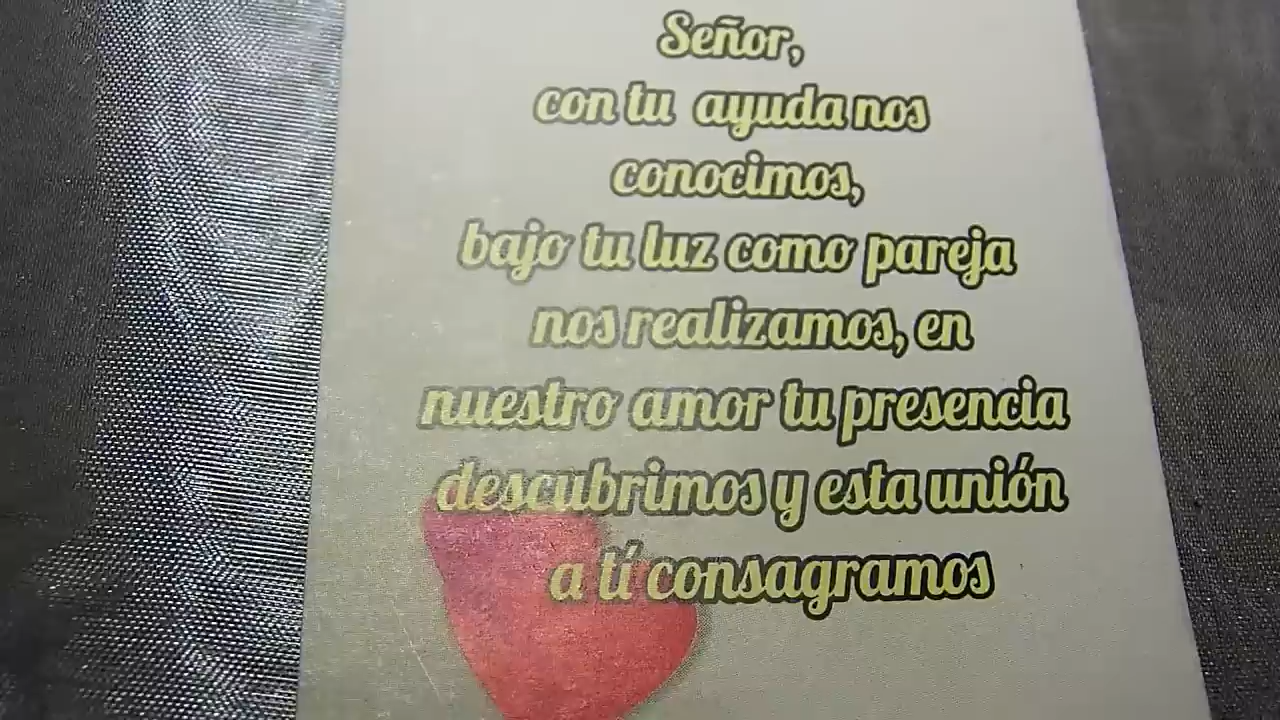 Señor,
con tu ayuda nos
conocimos,
bajo tu luz como pareja
nos realizamos, en
nuestro amor tu presencia
descubrimos y esta unión
a tí consagramos